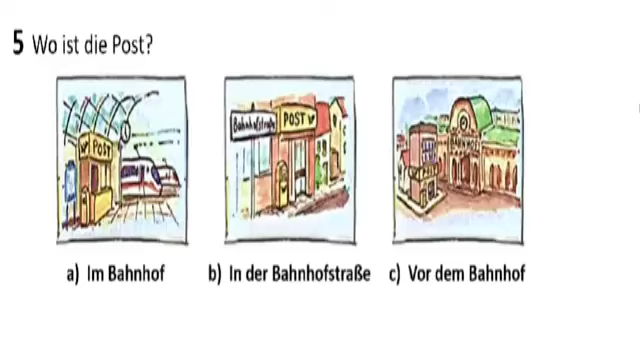 5 Wo ist die Post?
POST
Bahnhofstraße
POST
BAHNHOF
a) Im Bahnhof
b) In der Bahnhofstraße
c) Vor dem Bahnhof